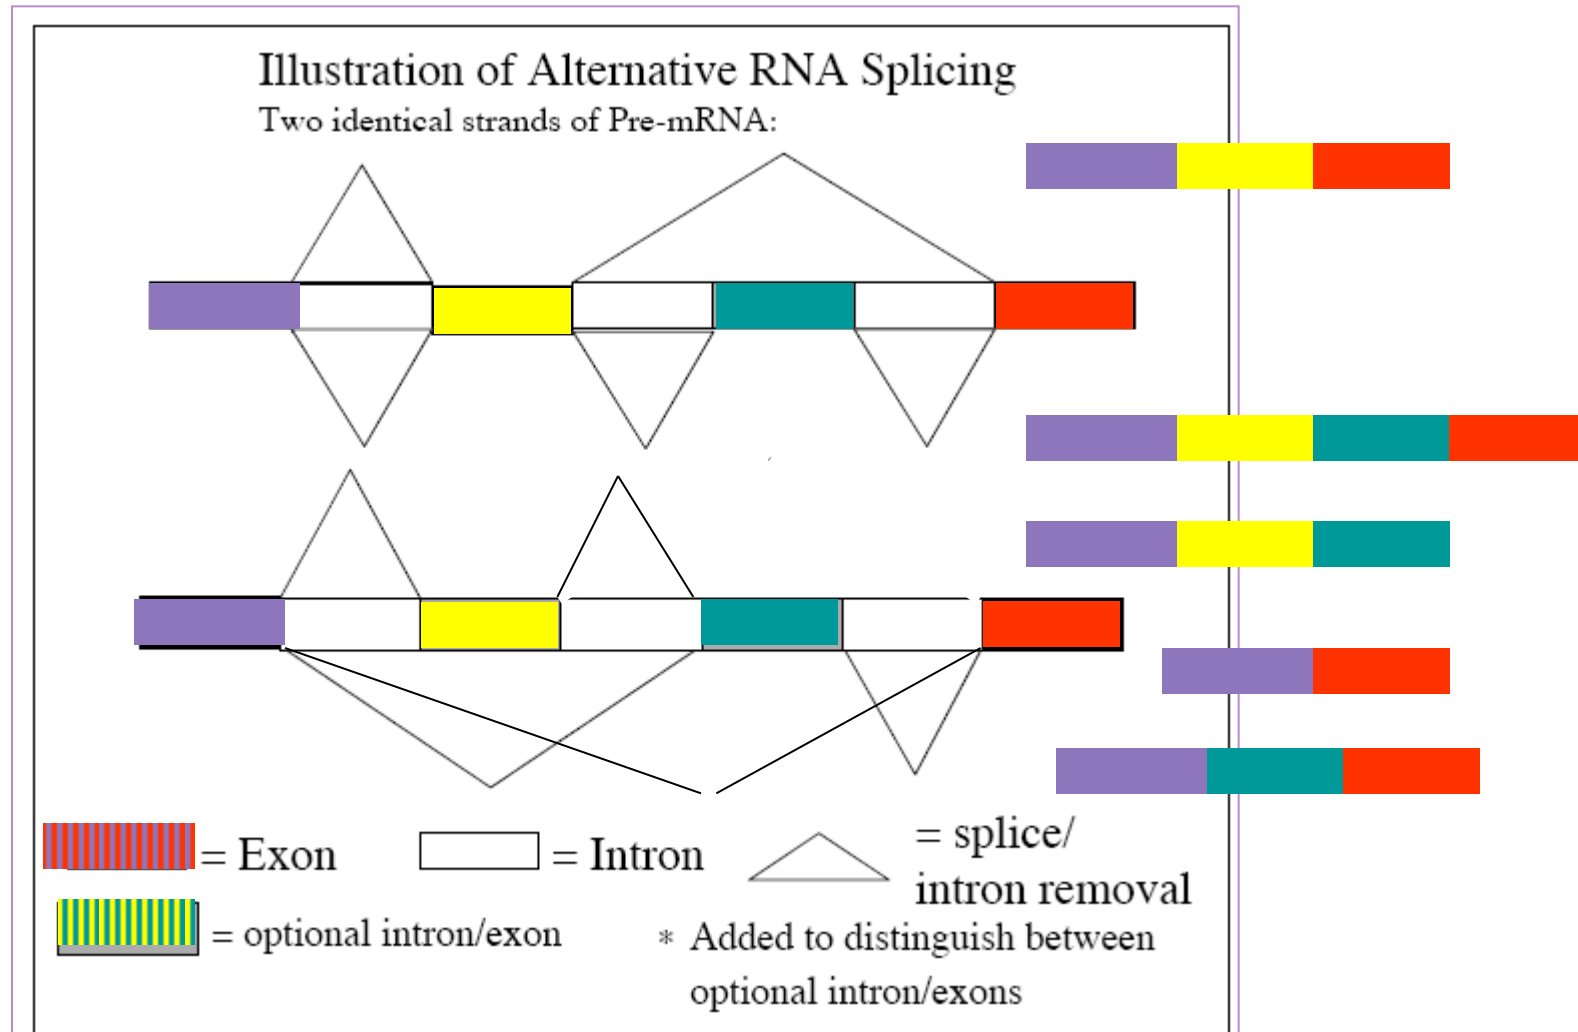 Illustration of Alternative RNA Splicing
Two identical strands of Pre-mRNA:
= Exon
= Intron
= splice/
intron removal
= optional intron/exon
* Added to distinguish between
optional intron/exons